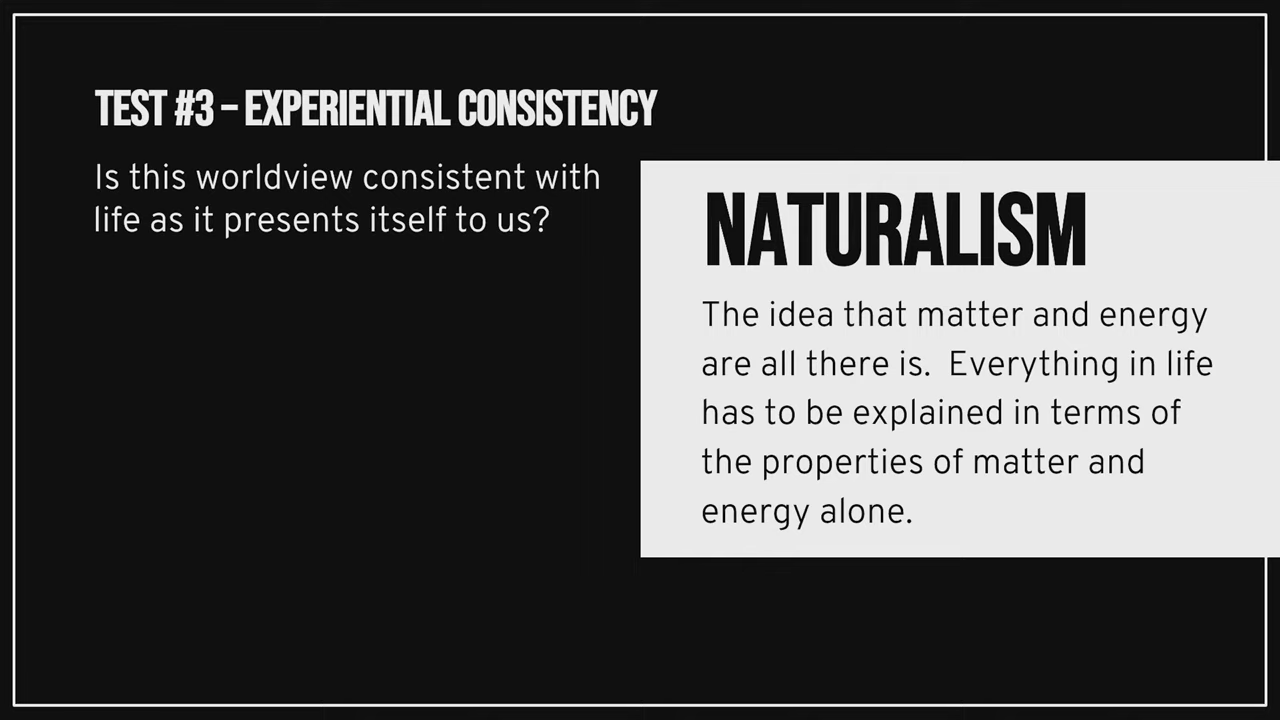 TEST #3 – EXPERIENTIAL CONSISTENCY
Is this worldview consistent with
life as it presents itself to us?
NATURALISM
The idea that matter and energy
are all there is.  Everything in life
has to be explained in terms of
the properties of matter and
energy alone.